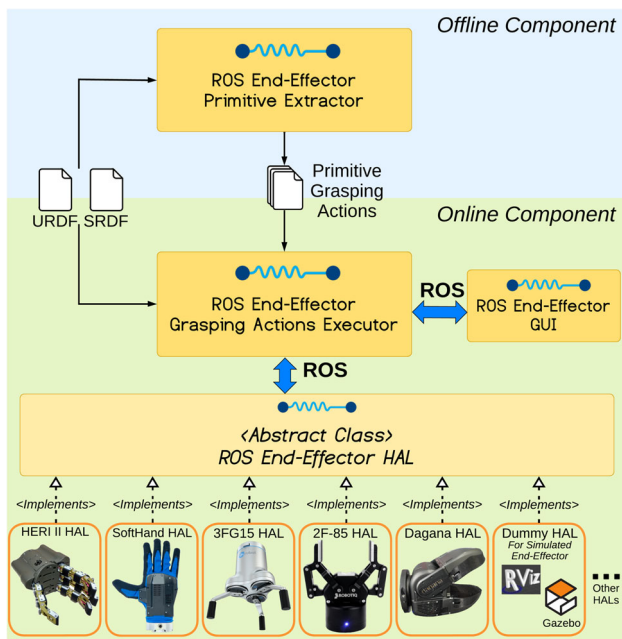 Offline Component
ROS End-Effector
Primitive Extractor
URDF SRDF
Primitive
Grasping
Actions
Online Component
ROS End-Effector
Grasping Actions Executor
ROS
ROS End-Effector
GUI
ROS
<Abstract Class>
ROS End-Effector HAL
<Implements> <Implements> <Implements> <Implements> <Implements> <Implements>
HERI II HAL
SoftHand HAL
3FG15 HAL
2F-85 HAL
ROBOTIQ
Dagana HAL
Dummy HAL
For Simulated
End-Effector
RViz
Gazebo
Other
HALs